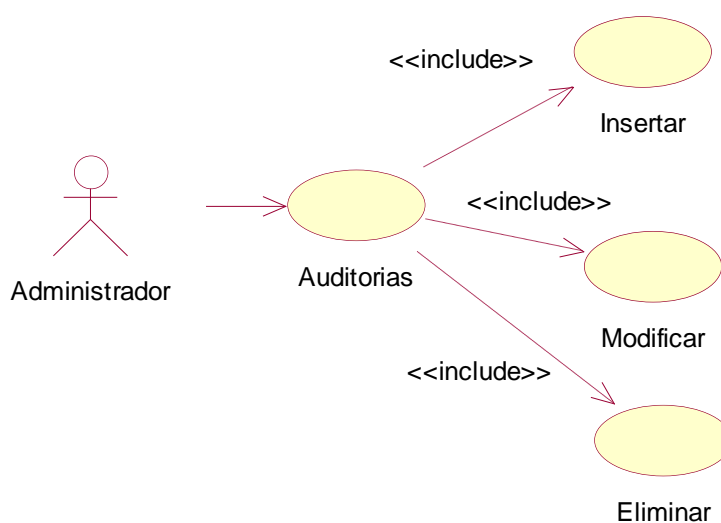 <<include>>
Insertar
<<include>>
Auditorias
Administrador
Modificar
<<include>>
Eliminar